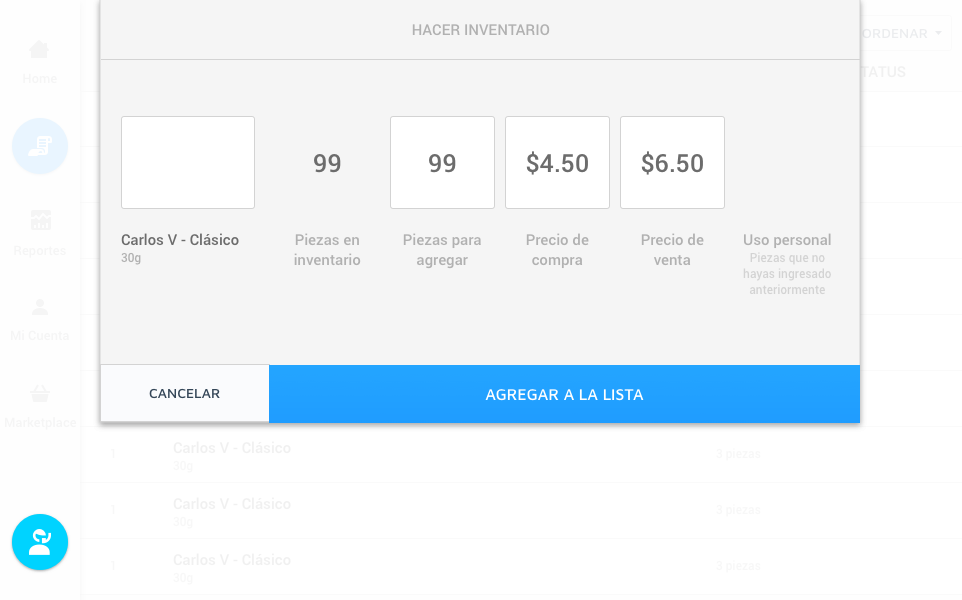 HACER INVENTARIO
ORDENAR
TATUS
Home
Reportes
Mi Cuenta
Marketplace
99
99
$4.50
$6.50
Carlos V - Clásico
30g
Piezas en
inventario
Piezas para
agregar
Precio de
compra
Precio de
venta
Uso personal
Piezas que no
hayas ingresado
anteriormente
CANCELAR
AGREGAR A LA LISTA
Carlos V - Clásico
30g
3 piezas
Carlos V - Clásico
30g
3 piezas
Carlos V - Clásico
30g
3 piezas